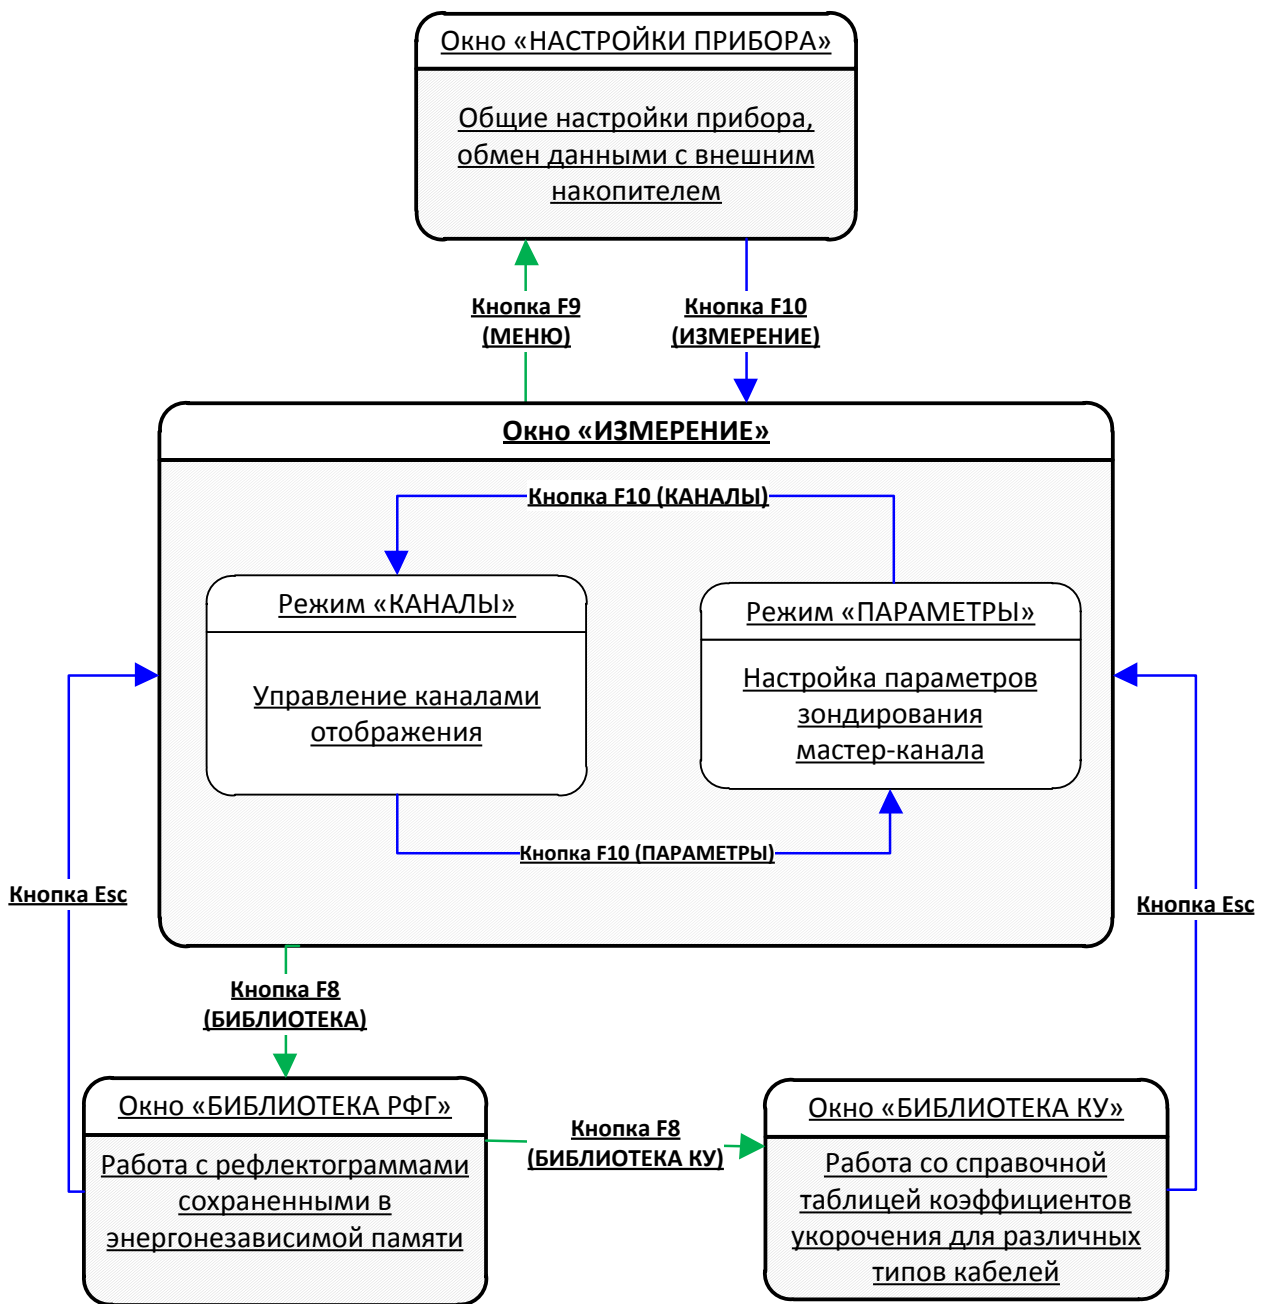 Окно «НАСТРОЙКИ ПРИБОРА»
Общие настройки прибора,
обмен данными с внешним
накопителем
Кнопка F9
(МЕНЮ)
Кнопка F10
(ИЗМЕРЕНИЕ)
Окно «ИЗМЕРЕНИЕ»
Кнопка F10 (КАНАЛЫ)
Режим «КАНАЛЫ»
Управление каналами
отображения
Режим «ПАРАМЕТРЫ»
Настройка параметров
зондирования
мастер-канала
Кнопка F10 (ПАРАМЕТРЫ)
Кнопка Esc
Кнопка Esc
Кнопка F8
(БИБЛИОТЕКА)
Окно «БИБЛИОТЕКА РФГ»
Работа с рефлектограммами
сохраненными в
энергонезависимой памяти
Кнопка F8
(БИБЛИОТЕКА КУ)
Окно «БИБЛИОТЕКА КУ»
Работа со справочной
таблицей коэффициентов
укорочения для различных
типов кабелей